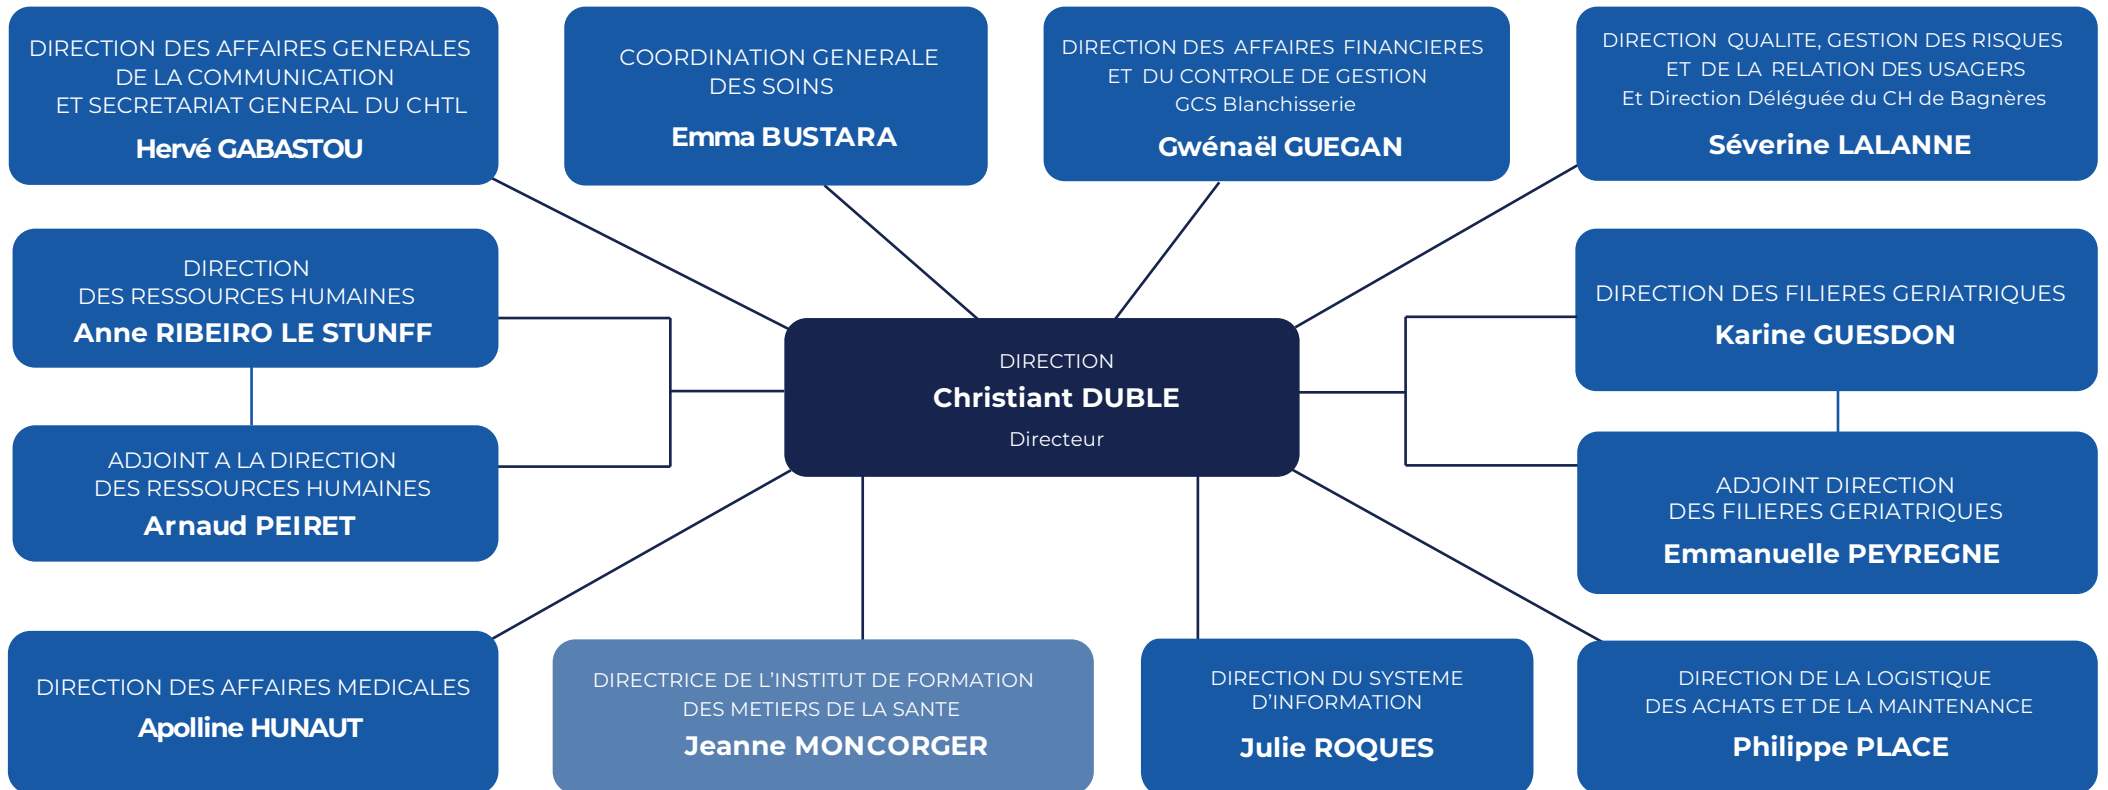 DIRECTION DES AFFAIRES GENERALES
DE LA COMMUNICATION
ET SECRETARIAT GENERAL DU CHTL
Hervé GABASTOU
COORDINATION GENERALE
DES SOINS
Emma BUSTARA
DIRECTION DES AFFAIRES FINANCIERES
ET DU CONTROLE DE GESTION
GCS Blanchisserie
Gwénaël GUEGAN
DIRECTION QUALITE, GESTION DES RISQUES
ET DE LA RELATION DES USAGERS
Et Direction Déléguée du CH de Bagnères
Séverine LALANNE
DIRECTION
DES RESSOURCES HUMAINES
Anne RIBEIRO LE STUNFF
DIRECTION
Christiant DUBLE
Directeur
DIRECTION DES FILIERES GERIATRIQUES
Karine GUESDON
ADJOINT A LA DIRECTION
DES RESSOURCES HUMAINES
Arnaud PEIRET
ADJOINT DIRECTION
DES FILIERES GERIATRIQUES
Emmanuelle PEYREGNE
DIRECTION DES AFFAIRES MEDICALES
Apolline HUNAUT
DIRECTRICE DE L'INSTITUT DE FORMATION
DES METIERS DE LA SANTE
Jeanne MONCORGER
DIRECTION DU SYSTEME
D'INFORMATION
Julie ROQUES
DIRECTION DE LA LOGISTIQUE
DES ACHATS ET DE LA MAINTENANCE
Philippe PLACE